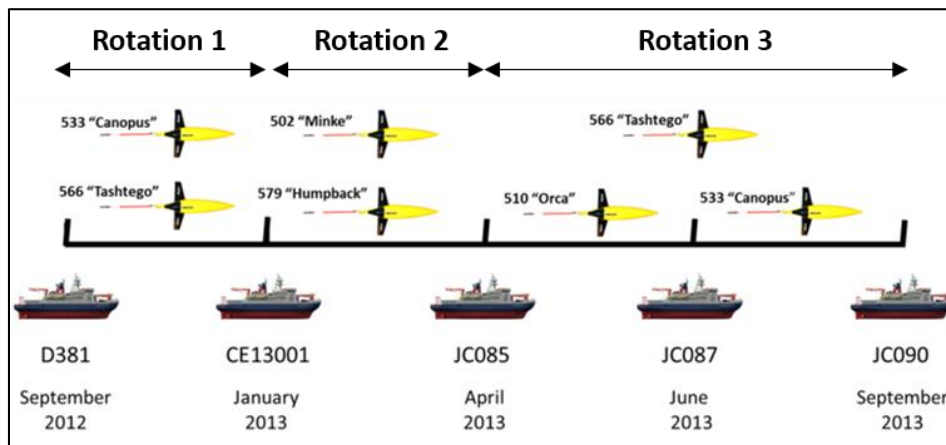 Rotation 1 Rotation 2 Rotation 3
533 “Canopus” 502 “Minke” 566 “Tashtego”
566 “Tashtego” 579 “Humpback” 510 “Orca” 533 “Canopus”
D381 CE13001 JC085 JC087 JC090
September January April June September
2012 2013 2013 2013 2013